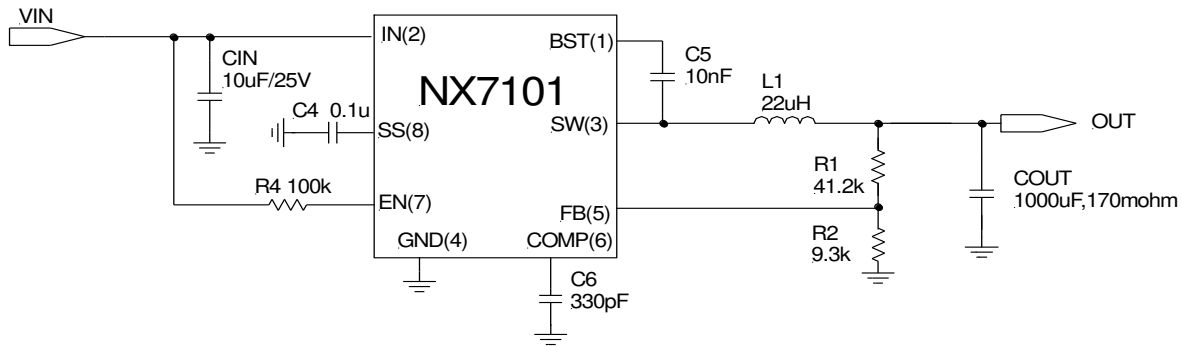 VIN
IN(2)
BST(1)
CIN
10uF/25V
C5
10nF
NX7101
L1
22uH
C4 0.1u
SS(8)
SW(3)
OUT
R1
41.2k
COUT
1000uF,170mohm
R4 100k
EN(7)
FB(5)
R2
9.3k
GND(4)
COMP(6)
C6
330pF